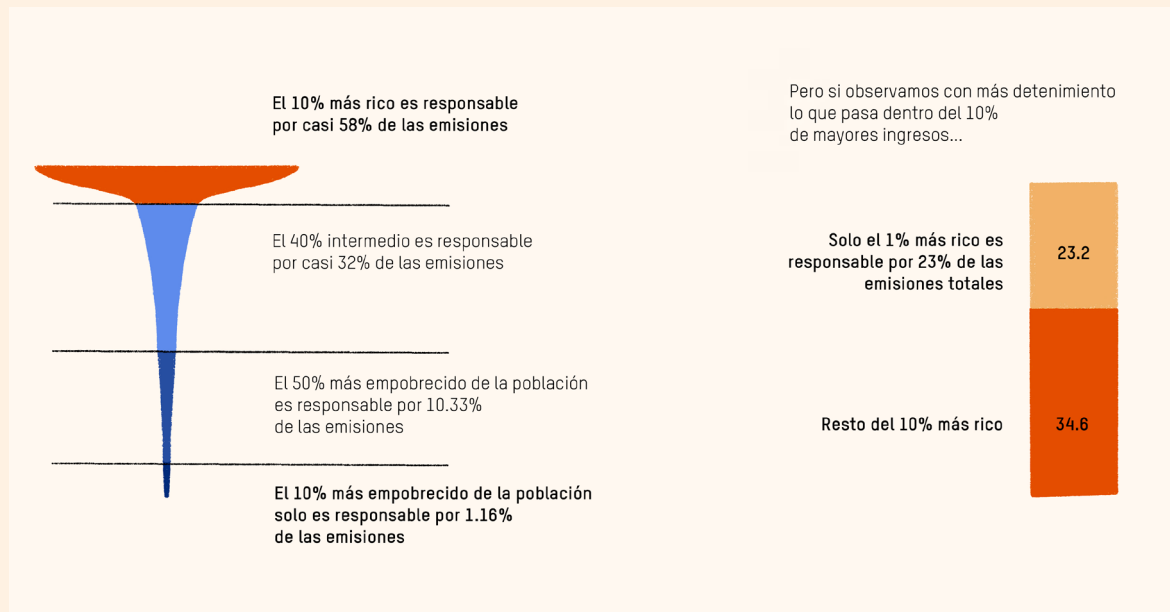 El 10% más rico es responsable
por casi 58% de las emisiones
El 40% intermedio es responsable
por casi 32% de las emisiones
El 50% más empobrecido de la población
es responsable por 10.33%
de las emisiones
El 10% más empobrecido de la población
solo es responsable por 1.16%
de las emisiones
Pero si observamos con más detenimiento
lo que pasa dentro del 10%
de mayores ingresos...
Solo el 1% más rico es
responsable por 23% de las
emisiones totales
23.2
Resto del 10% más rico
34.6